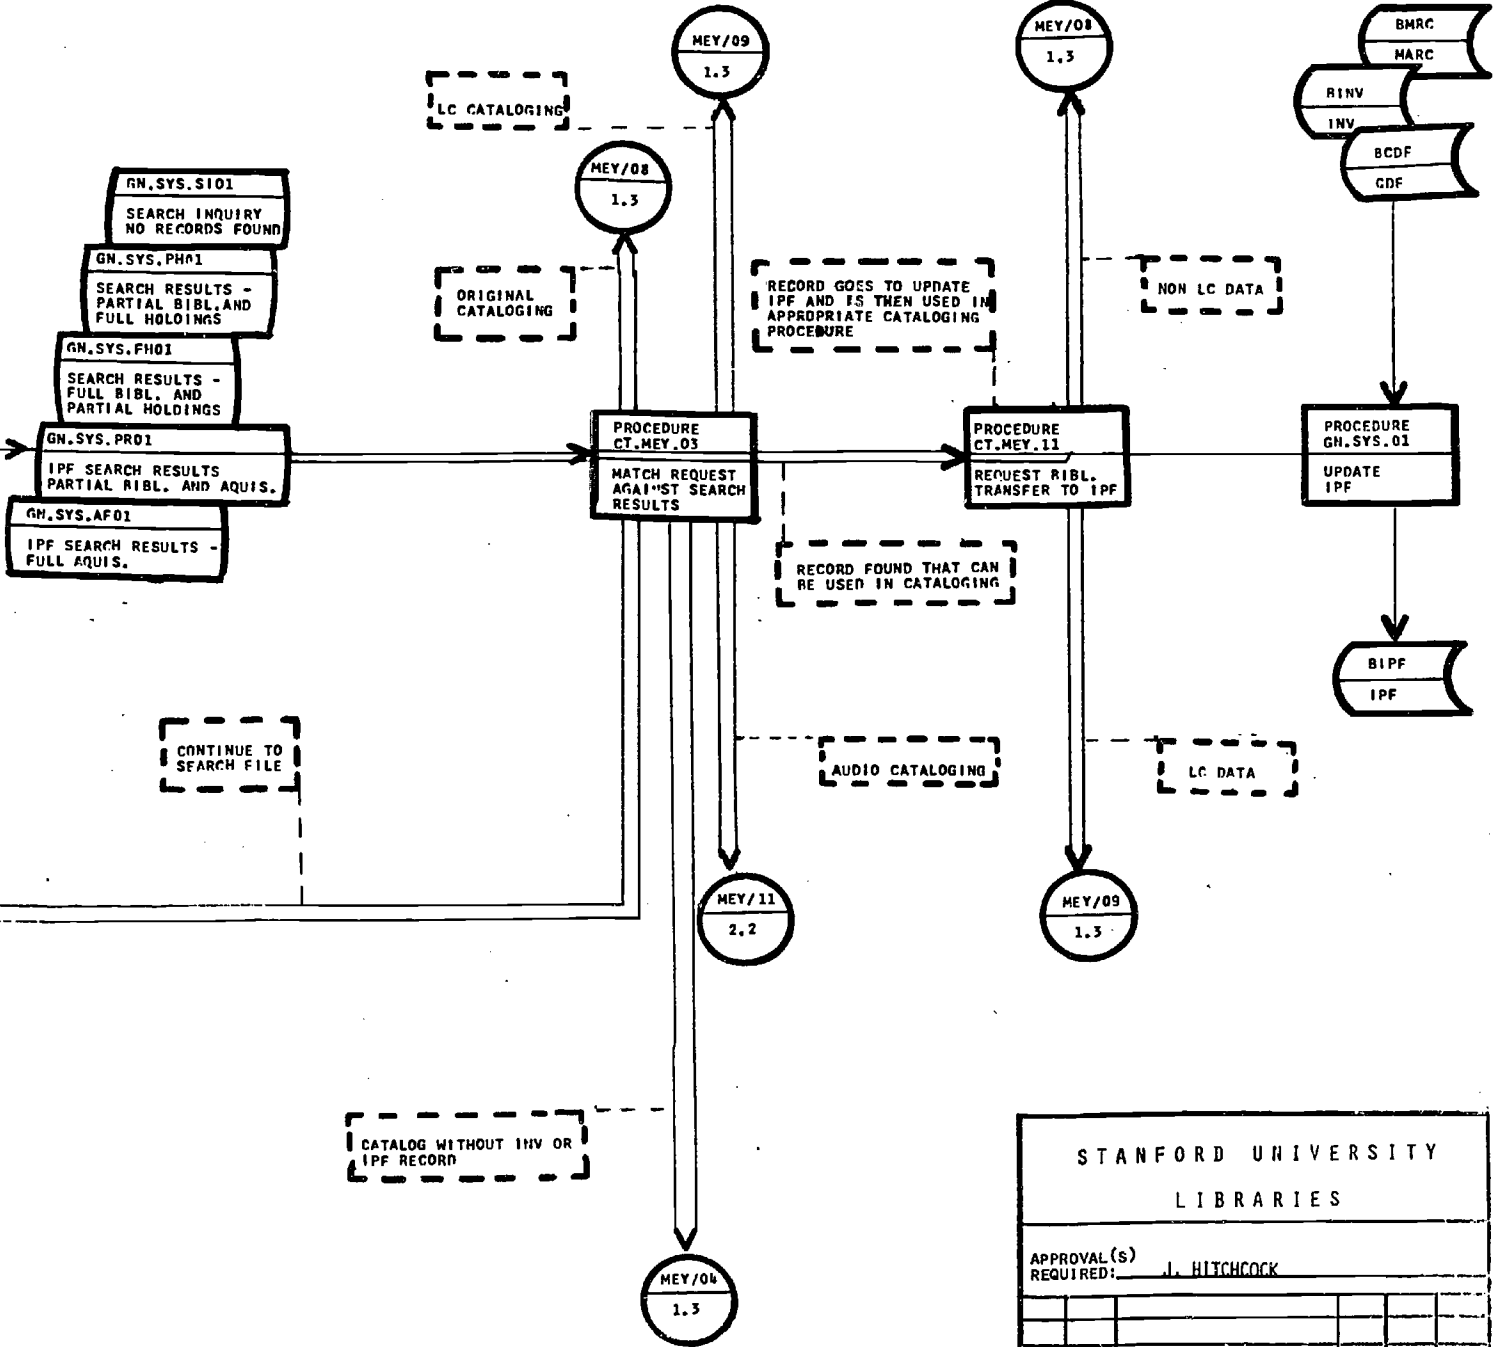 MEY/09
1.3
MEY/08
1.3
BMRC
MARC
BINV
INV
BCDF
GDF
LC CATALOGING
MEY/08
1.3
GN.SYS.SI01
SEARCH INQUIRY
NO RECORDS FOUND
GN.SYS.PH01
SEARCH RESULTS -
PARTIAL BIBL.AND
FULL HOLDINGS
GN.SYS.FH01
SEARCH RESULTS -
FULL BIBL. AND
PARTIAL HOLDINGS
GN.SYS.PR01
IPF SEARCH RESULTS
PARTIAL BIBL. AND AQUIS.
GN.SYS.AF01
IPF SEARCH RESULTS -
FULL AQUIS.
ORIGINAL
CATALOGING
RECORD GOES TO UPDATE
IPF AND IS THEN USED IN
APPROPRIATE CATALOGING
PROCEDURE
NON LC DATA
PROCEDURE
CT.MEY.03
MATCH REQUEST
AGAINST SEARCH
RESULTS
PROCEDURE
CT.MEY.11
REQUEST BIBL.
TRANSFER TO IPF
PROCEDURE
GN.SYS.01
UPDATE
IPF
RECORD FOUND THAT CAN
BE USED IN CATALOGING
BIPF
IPF
CONTINUE TO
SEARCH FILE
AUDIO CATALOGING
LC DATA
MEY/11
2.2
MEY/09
1.3
CATALOG WITHOUT INV OR
IPF RECORD
MEY/04
1.3
STANFORD UNIVERSITY
LIBRARIES
APPROVAL(S)
REQUIRED: J. HITCHCOCK